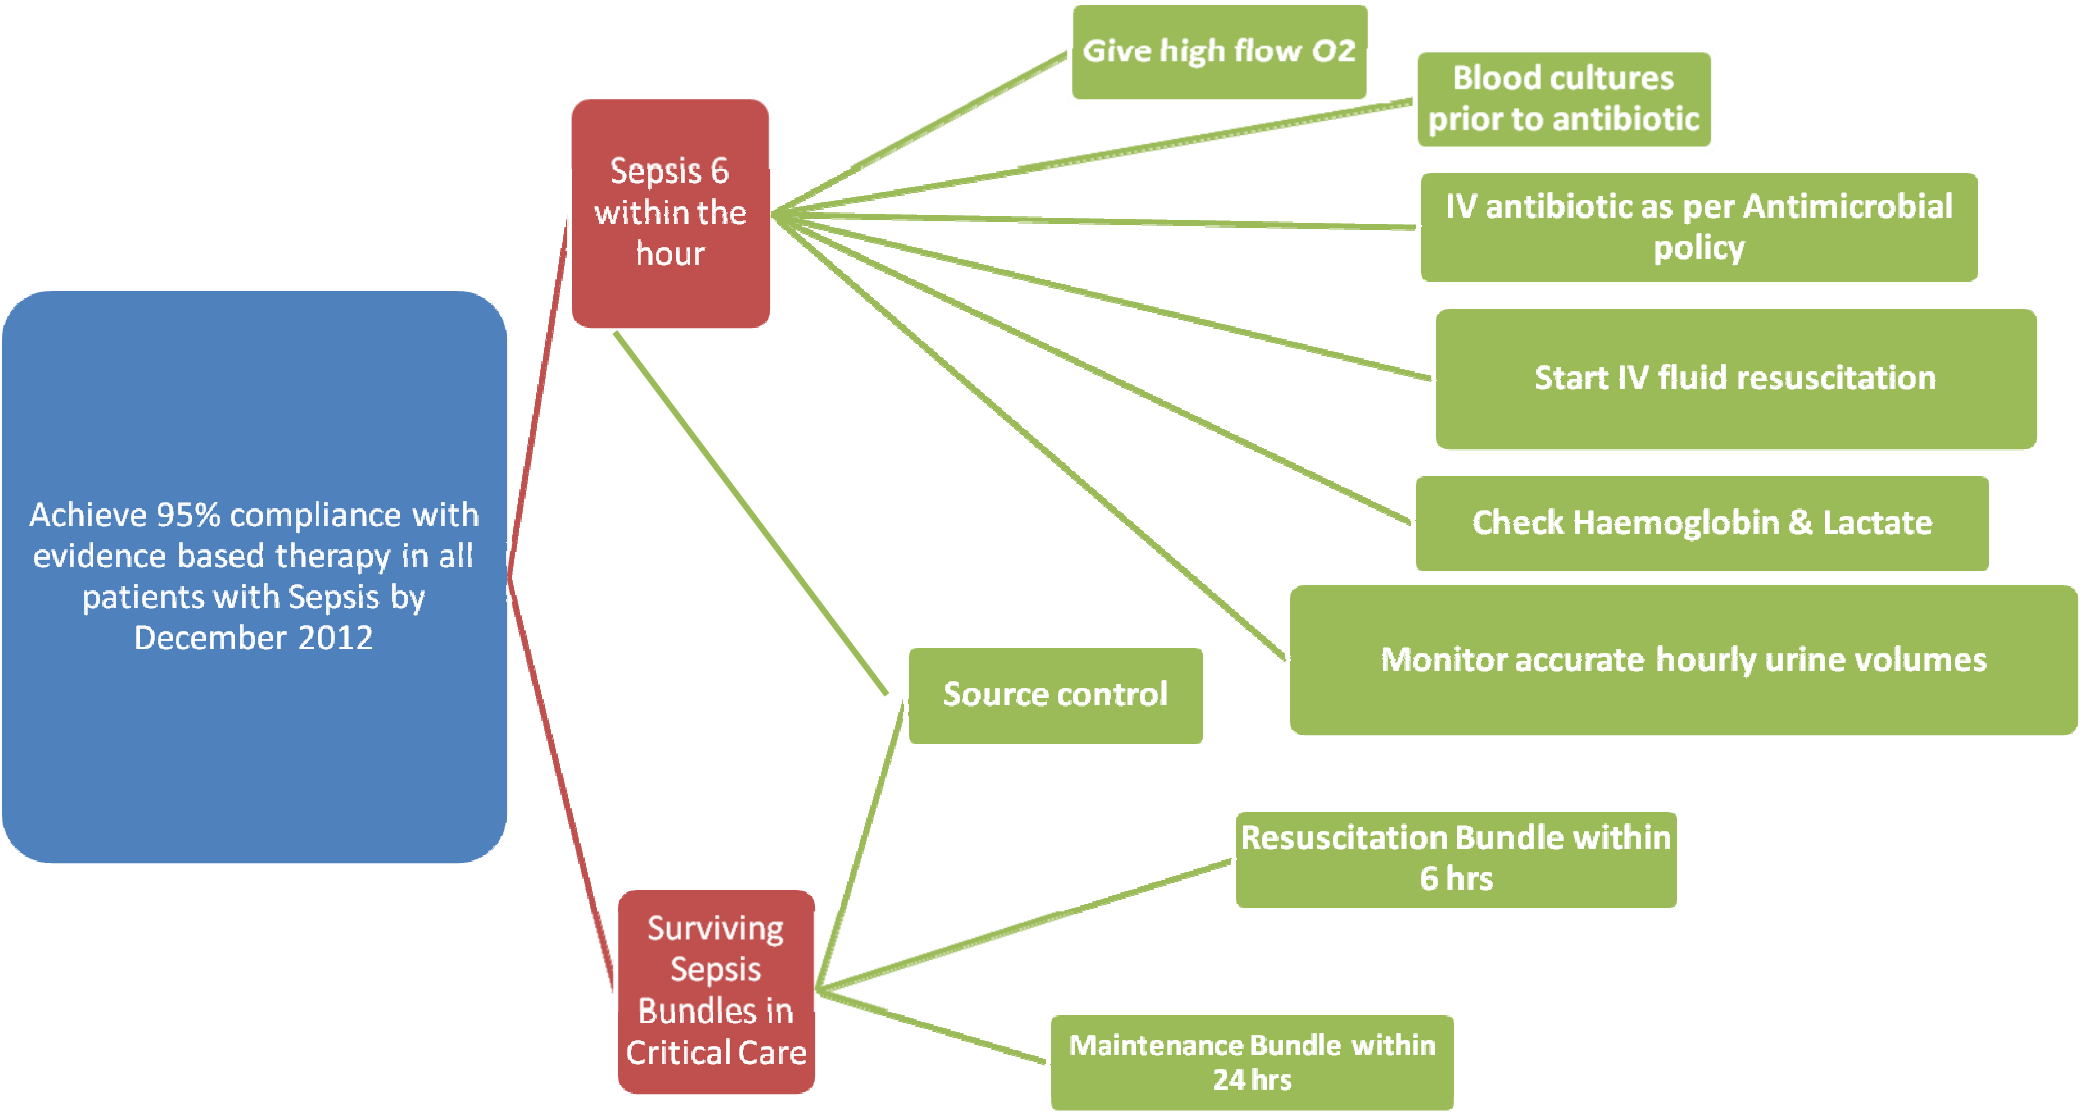 Give high flow O2
Blood cultures
prior to antibiotic
Sepsis 6
within the
hour
IV antibiotic as per Antimicrobial
policy
Start IV fluid resuscitation
Achieve 95% compliance with
evidence based therapy in all
patients with Sepsis by
December 2012
Check Haemoglobin & Lactate
Monitor accurate hourly urine volumes
Source control
Resuscitation Bundle within
6 hrs
Surviving
Sepsis
Bundles in
Critical Care
Maintenance Bundle within
24 hrs